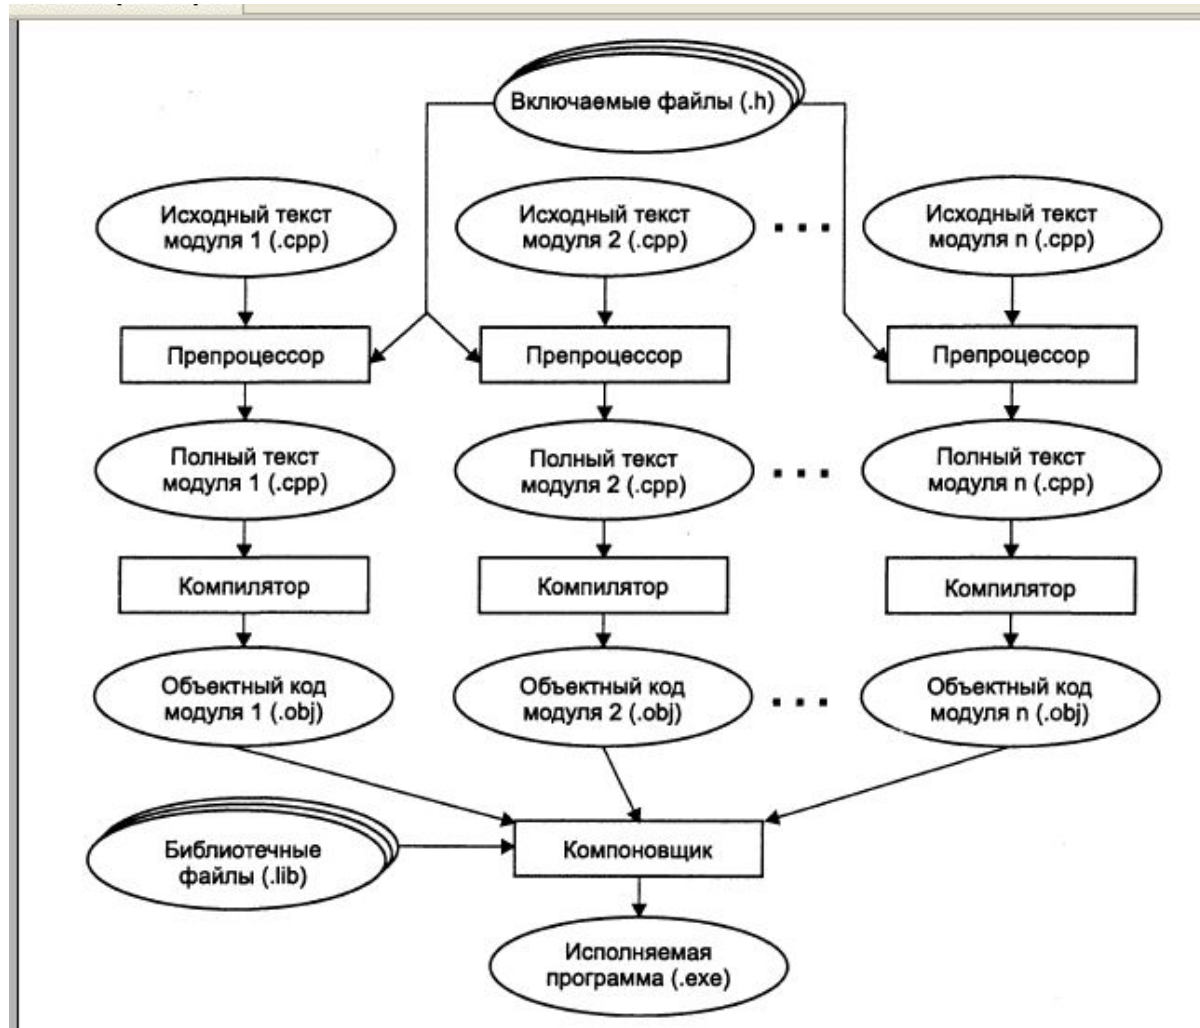 Включаемые файлы (.h)
Исходный текст
модуля 1 (.cpp)
Исходный текст
модуля 2 (.cpp)
. . .
Исходный текст
модуля n (.cpp)
Препроцессор
Препроцессор
Препроцессор
Полный текст
модуля 1 (.cpp)
Полный текст
модуля 2 (.cpp)
. . .
Полный текст
модуля n (.cpp)
Компилятор
Компилятор
Компилятор
Объектный код
модуля 1 (.obj)
Объектный код
модуля 2 (.obj)
. . .
Объектный код
модуля n (.obj)
Библиотечные
файлы (.lib)
Компоновщик
Исполняемая
программа (.exe)